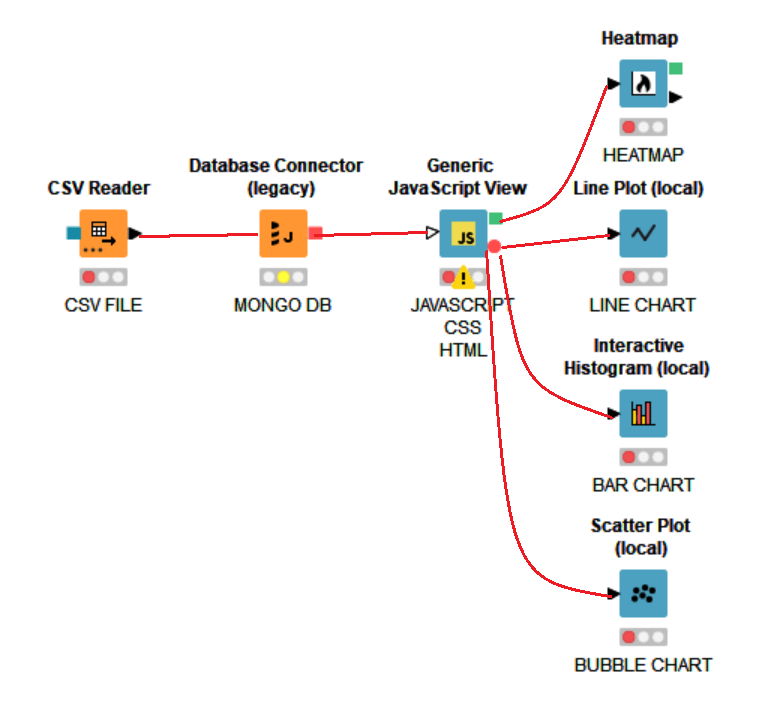 Heatmap
HEATMAP
CSV Reader
CSV FILE
Database Connector
(legacy)
J
MONGO DB
Generic
JavaScript View
JS
!
JAVASCRIPT
CSS
HTML
Line Plot (local)
LINE CHART
Interactive
Histogram (local)
BAR CHART
Scatter Plot
(local)
BUBBLE CHART